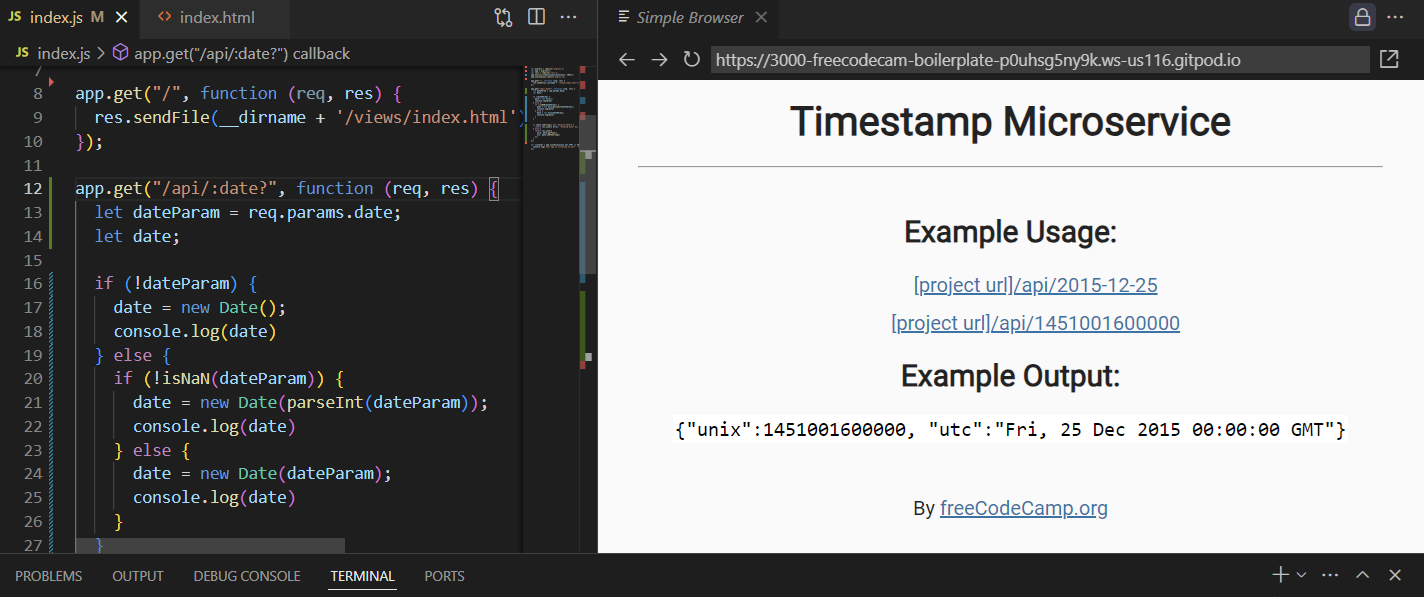 JS index.js M
<> index.html
JS index.js > app.get("/api/:date?") callback
7
8 app.get("/", function (req, res) {
9 res.sendFile(__dirname + '/views/index.html'
10 });
11
12 app.get("/api/:date?", function (req, res) {
13 let dateParam = req.params.date;
14 let date;
15
16 if (!dateParam) {
17 date = new Date();
18 console.log(date)
19 } else {
20 if (!isNaN(dateParam)) {
21 date = new Date(parseInt(dateParam));
22 console.log(date)
23 } else {
24 date = new Date(dateParam);
25 console.log(date)
26 }
27 }
Simple Browser
https://3000-freecodecam-boilerplate-p0uhsg5ny9k.ws-us116.gitpod.io
Timestamp Microservice
Example Usage:
[project url]/api/2015-12-25
[project url]/api/1451001600000
Example Output:
{"unix":1451001600000, "utc":"Fri, 25 Dec 2015 00:00:00 GMT"}
By freeCodeCamp.org
PROBLEMS OUTPUT DEBUG CONSOLE TERMINAL PORTS